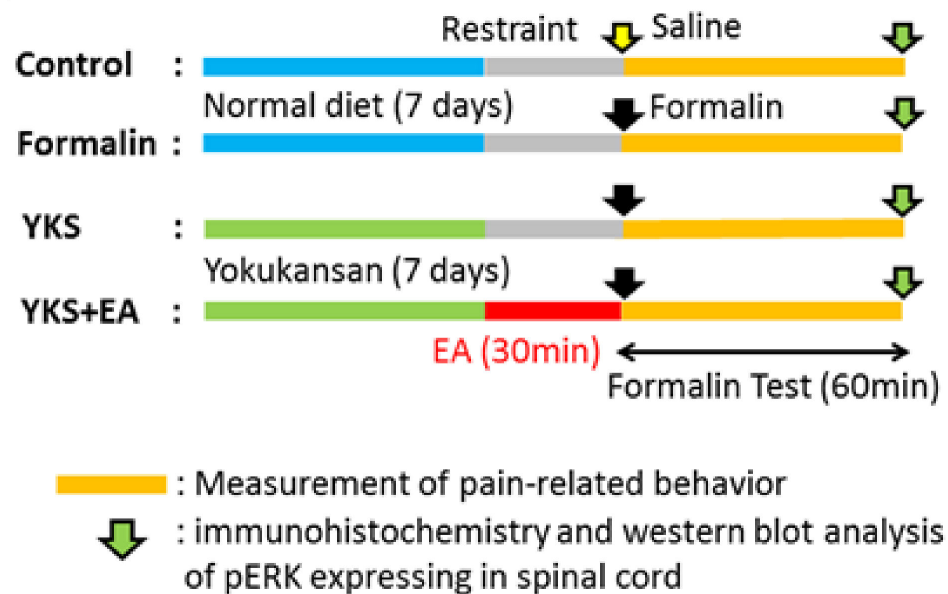 Restraint Saline
Control :
Normal diet (7 days) Formalin
Formalin :
YKS :
Yokukansan (7 days)
YKS+EA :
EA (30min)
Formalin Test (60min)
: Measurement of pain-related behavior
: immunohistochemistry and western blot analysis
of pERK expressing in spinal cord